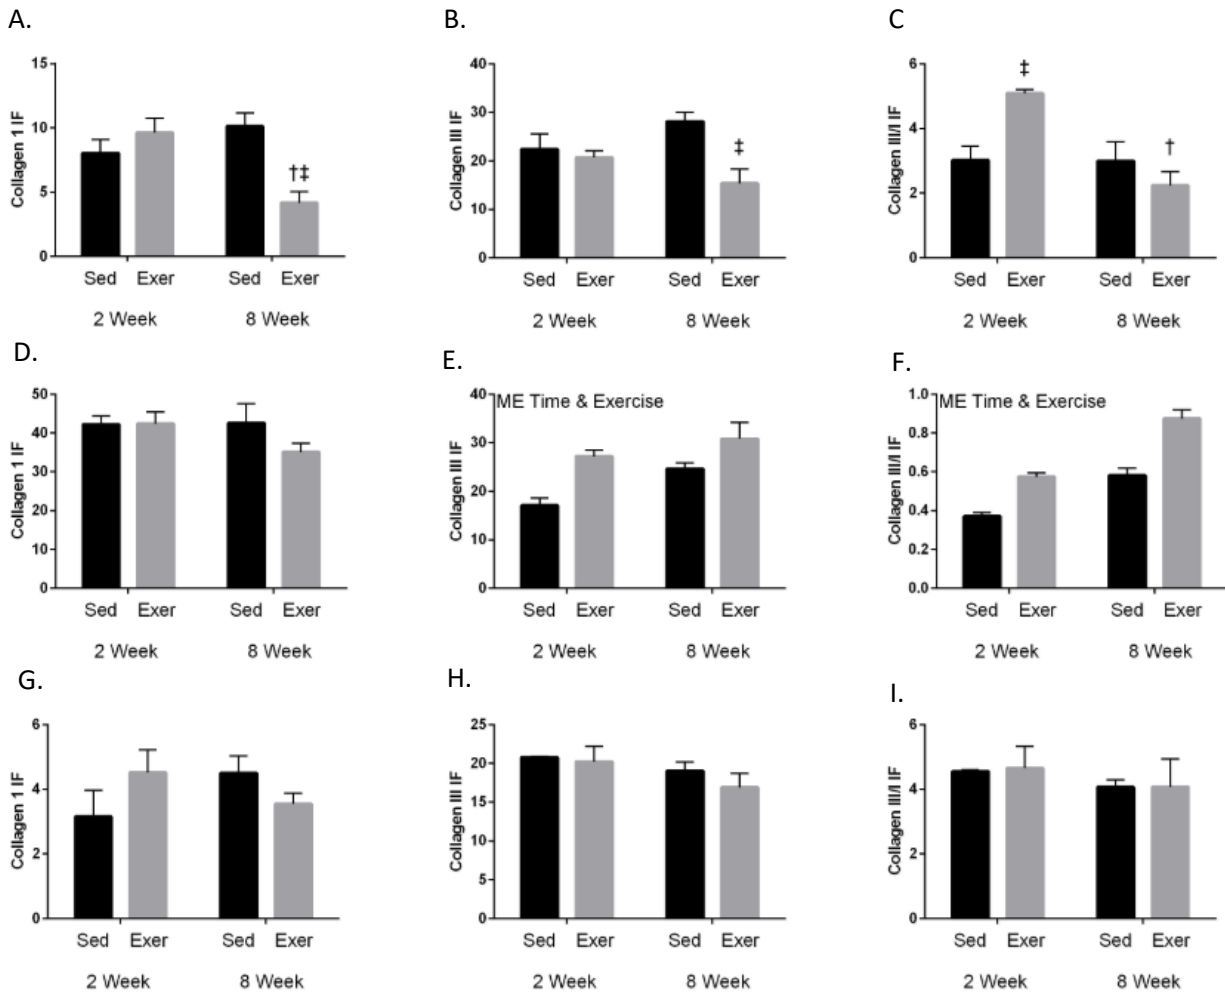 A.
B.
C
15
10
5
0
Collagen 1 IF
†‡
Sed Exer Sed Exer
2 Week 8 Week
40
30
20
10
0
Collagen III IF
‡
Sed Exer Sed Exer
2 Week 8 Week
6
4
2
0
Collagen III/I IF
‡
†
Sed Exer Sed Exer
2 Week 8 Week
D.
E.
F.
50
40
30
20
10
0
Collagen 1 IF
Sed Exer Sed Exer
2 Week 8 Week
40
30
20
10
0
Collagen III IF
ME Time & Exercise
Sed Exer Sed Exer
2 Week 8 Week
1.0
0.8
0.6
0.4
0.2
0.0
Collagen III/I IF
ME Time & Exercise
Sed Exer Sed Exer
2 Week 8 Week
G.
H.
I.
6
4
2
0
Collagen 1 IF
Sed Exer Sed Exer
2 Week 8 Week
25
20
15
10
5
0
Collagen III IF
Sed Exer Sed Exer
2 Week 8 Week
6
4
2
0
Collagen III/I IF
Sed Exer Sed Exer
2 Week 8 Week